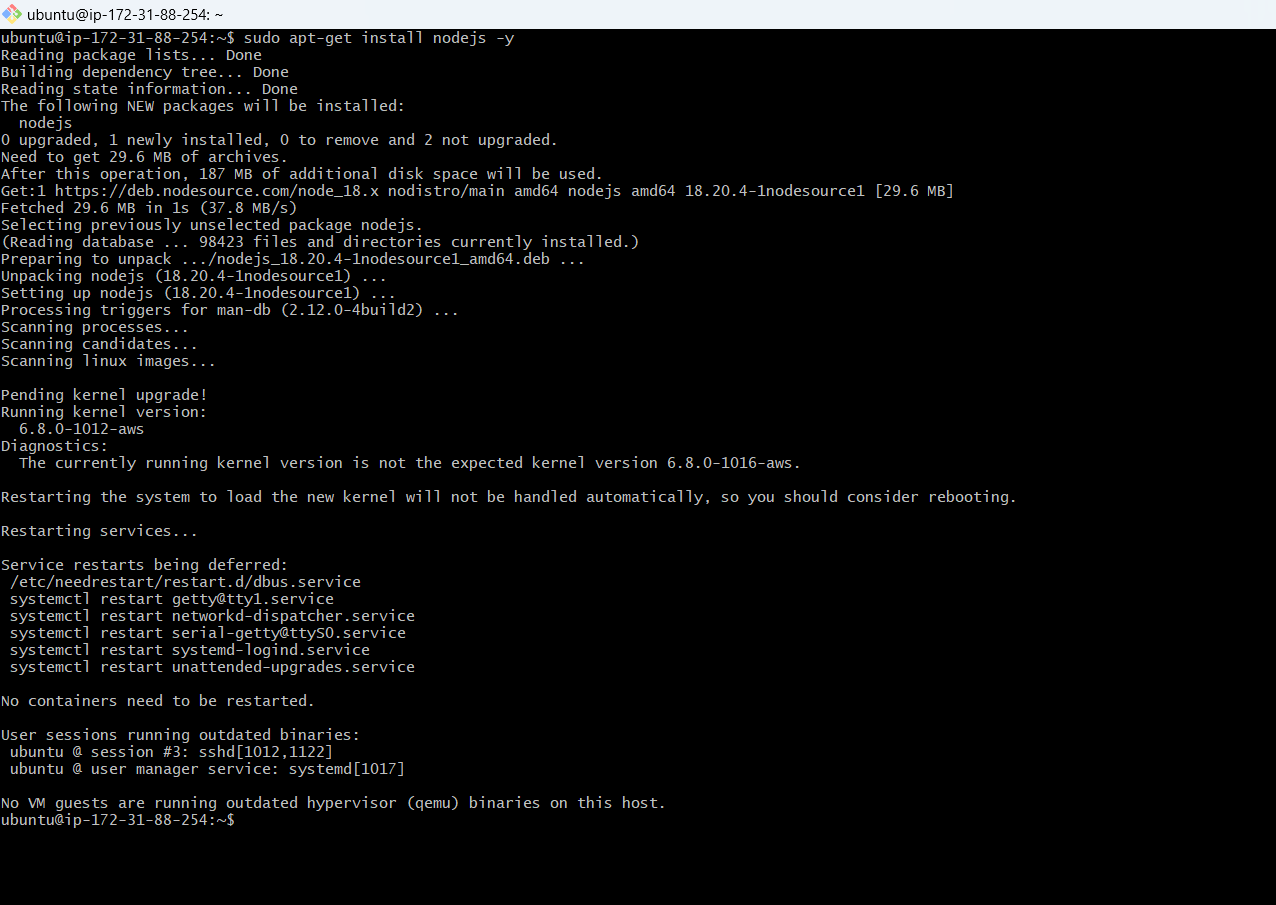 ubuntu@ip-172-31-88-254: ~
ubuntu@ip-172-31-88-254:~$ sudo apt-get install nodejs -y
Reading package lists... Done
Building dependency tree... Done
Reading state information... Done
The following NEW packages will be installed:
  nodejs
0 upgraded, 1 newly installed, 0 to remove and 2 not upgraded.
Need to get 29.6 MB of archives.
After this operation, 187 MB of additional disk space will be used.
Get:1 https://deb.nodesource.com/node_18.x nodistro/main amd64 nodejs amd64 18.20.4-1nodesource1 [29.6 MB]
Fetched 29.6 MB in 1s (37.8 MB/s)
Selecting previously unselected package nodejs.
(Reading database ... 98423 files and directories currently installed.)
Preparing to unpack .../nodejs_18.20.4-1nodesource1_amd64.deb ...
Unpacking nodejs (18.20.4-1nodesource1) ...
Setting up nodejs (18.20.4-1nodesource1) ...
Processing triggers for man-db (2.12.0-4build2) ...
Scanning processes...
Scanning candidates...
Scanning linux images...

Pending kernel upgrade!
Running kernel version:
  6.8.0-1012-aws
Diagnostics:
  The currently running kernel version is not the expected kernel version 6.8.0-1016-aws.

Restarting the system to load the new kernel will not be handled automatically, so you should consider rebooting.

Restarting services...

Service restarts being deferred:
 /etc/needrestart/restart.d/dbus.service
 systemctl restart getty@tty1.service
 systemctl restart networkd-dispatcher.service
 systemctl restart serial-getty@ttyS0.service
 systemctl restart systemd-logind.service
 systemctl restart unattended-upgrades.service

No containers need to be restarted.

User sessions running outdated binaries:
 ubuntu @ session #3: sshd[1012,1122]
 ubuntu @ user manager service: systemd[1017]

No VM guests are running outdated hypervisor (qemu) binaries on this host.
ubuntu@ip-172-31-88-254:~$